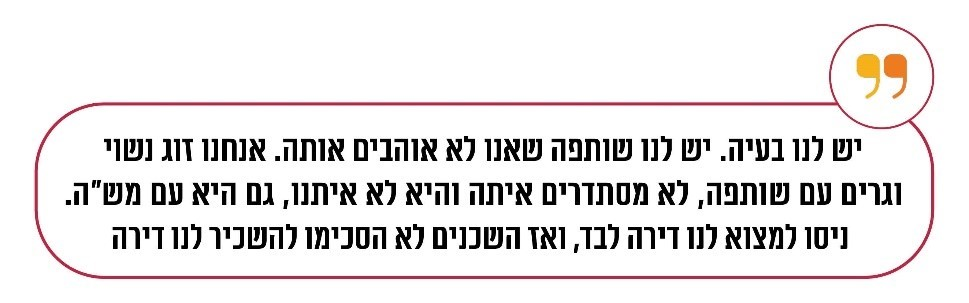 יש לנו בעיה. יש לנו שותפה שאנו לא אוהבים אותה. אנחנו זוג נשוי
וגרים עם שותפה, לא מסתדרים איתה והיא לא איתנו, גם היא עם מש"ה.
ניסו למצוא לנו דירה לבד, ואז השכנים לא הסכימו להשכיר לנו דירה